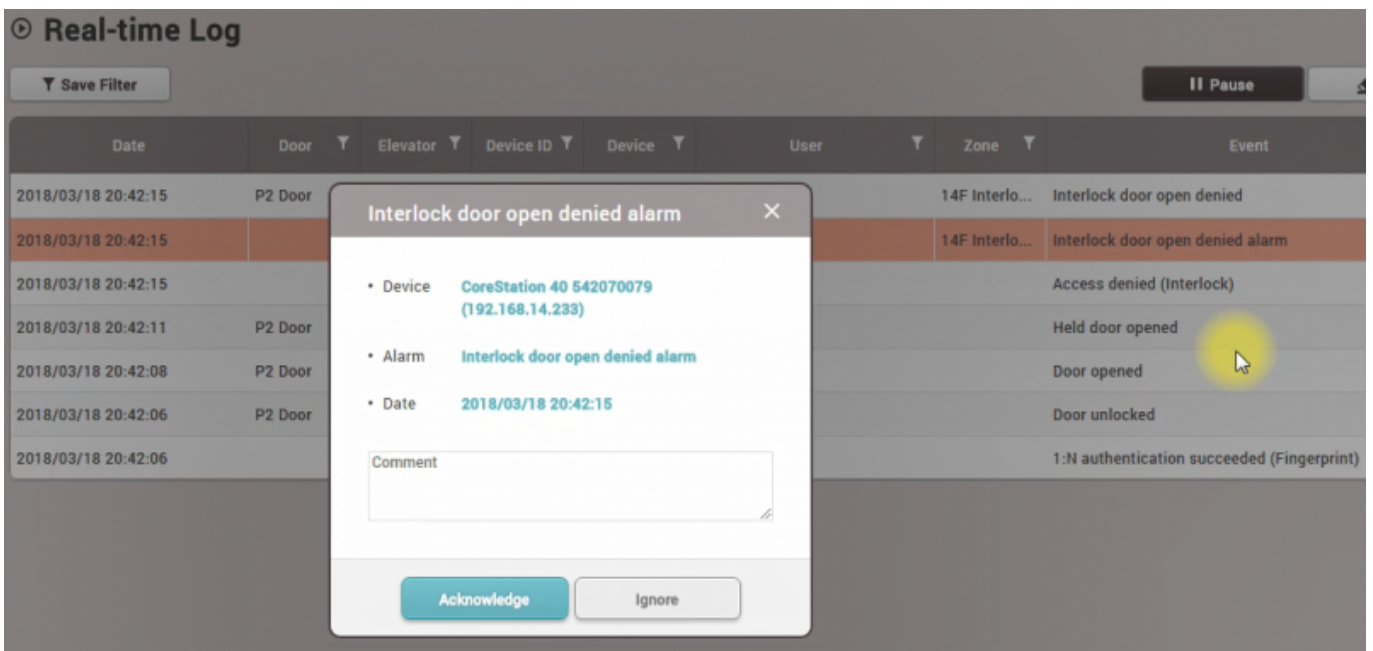 Real-time Log
Save Filter
Pause
Date Door Elevator Device ID Device User Zone Event
2018/03/18 20:42:15 P2 Door 14F Interlo... Interlock door open denied
2018/03/18 20:42:15 14F Interlo... Interlock door open denied alarm
2018/03/18 20:42:15 Access denied (Interlock)
2018/03/18 20:42:11 P2 Door Held door opened
2018/03/18 20:42:08 P2 Door Door opened
2018/03/18 20:42:06 P2 Door Door unlocked
2018/03/18 20:42:06 1:N authentication succeeded (Fingerprint)
Interlock door open denied alarm
• Device CoreStation 40 542070079
(192.168.14.233)
• Alarm Interlock door open denied alarm
• Date 2018/03/18 20:42:15
Comment
Acknowledge Ignore